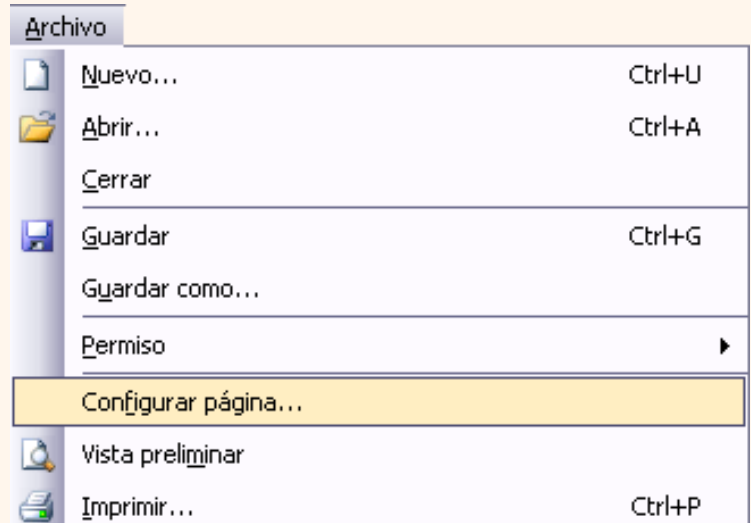 Archivo
Nuevo... Ctrl+U
Abrir... Ctrl+A
Cerrar
Guardar Ctrl+G
Guardar como...
Permiso
Configurar página...
Vista preliminar
Imprimir... Ctrl+P